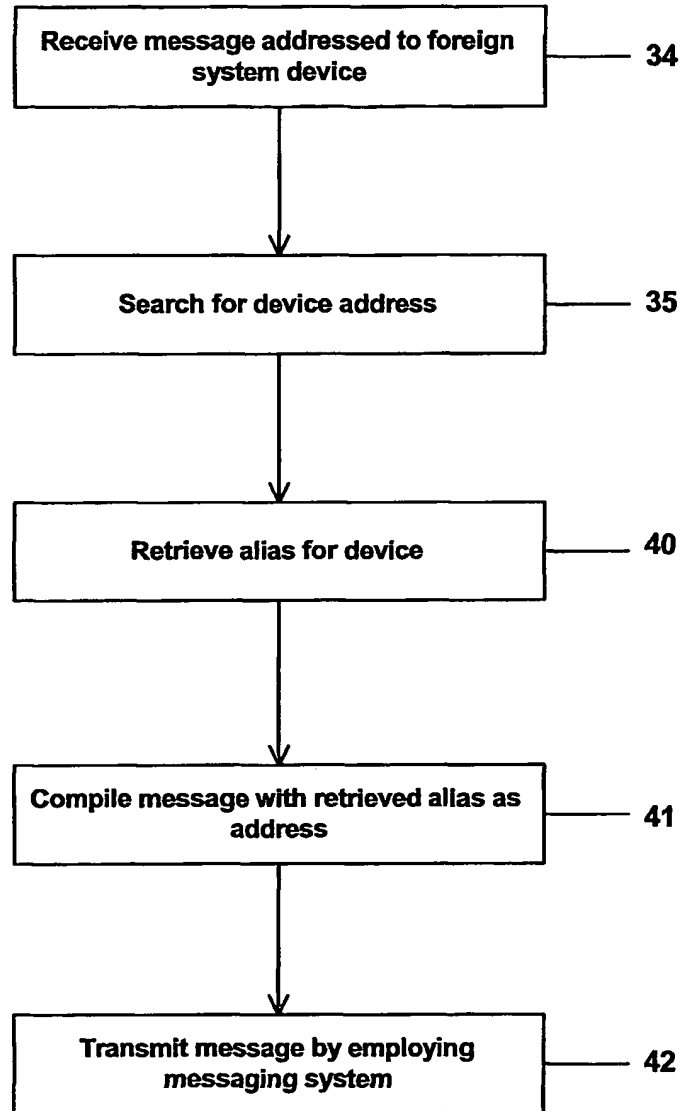 Receive message addressed to foreign
system device
34
Search for device address
35
Retrieve alias for device
40
Compile message with retrieved alias as
address
41
Transmit message by employing
messaging system
42